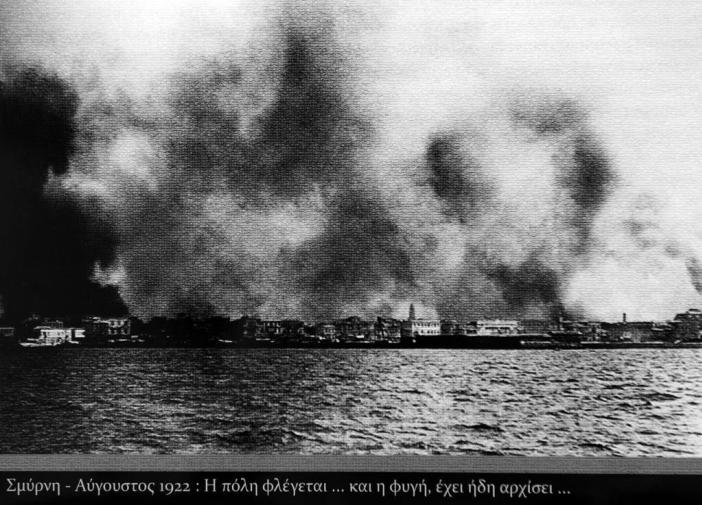 Σμύρνη - Αύγουστος 1922 : Η πόλη φλέγεται ... και η φυγή, έχει ήδη αρχίσει ...